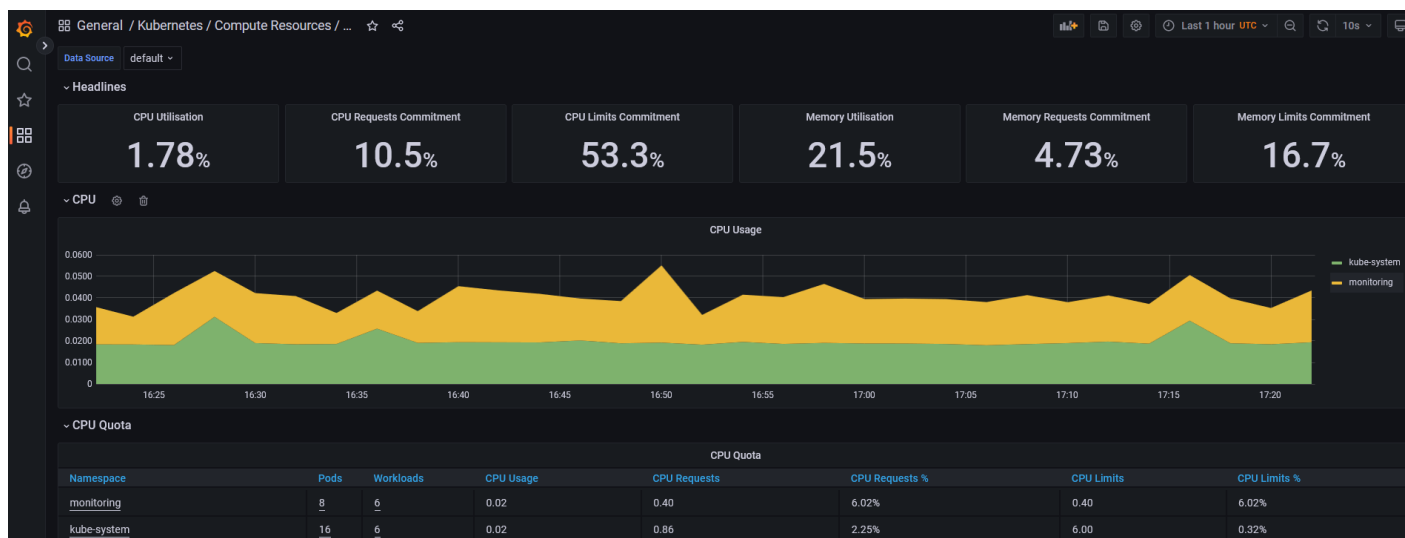 General / Kubernetes / Compute Resources / ...
Last 1 hour UTC
10s
Data Source default
Headlines
CPU Utilisation CPU Requests Commitment CPU Limits Commitment Memory Utilisation Memory Requests Commitment Memory Limits Commitment
1.78% 10.5% 53.3% 21.5% 4.73% 16.7%
CPU
CPU Usage
0.0600
0.0500
0.0400
0.0300
0.0200
0.0100
0
16:25 16:30 16:35 16:40 16:45 16:50 16:55 17:00 17:05 17:10 17:15 17:20
kube-system
monitoring
CPU Quota
CPU Quota
Namespace Pods Workloads CPU Usage CPU Requests CPU Requests % CPU Limits CPU Limits %
monitoring 8 6 0.02 0.40 6.02% 0.40 6.02%
kube-system 16 6 0.02 0.86 2.25% 6.00 0.32%